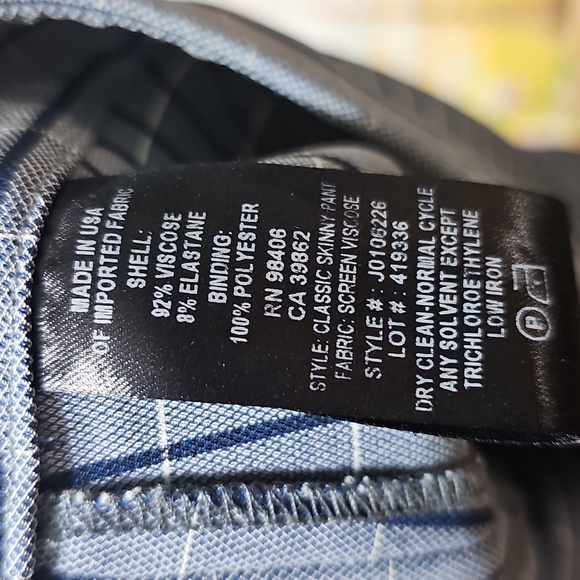 MADE IN USA
OF IMPORTED FABRIC
SHELL:
92% VISCOSE
8% ELASTANE
BINDING:
100% POLYESTER
RN 98406
CA 39862
STYLE: CLASSIC SKINNY PANT
FABRIC: SCREEN VISCOSE
STYLE #: J0106226
LOT #: 419336
DRY CLEAN-NORMAL CYCLE
ANY SOLVENT EXCEPT
TRICHLOROETHYLENE
LOW IRON
P